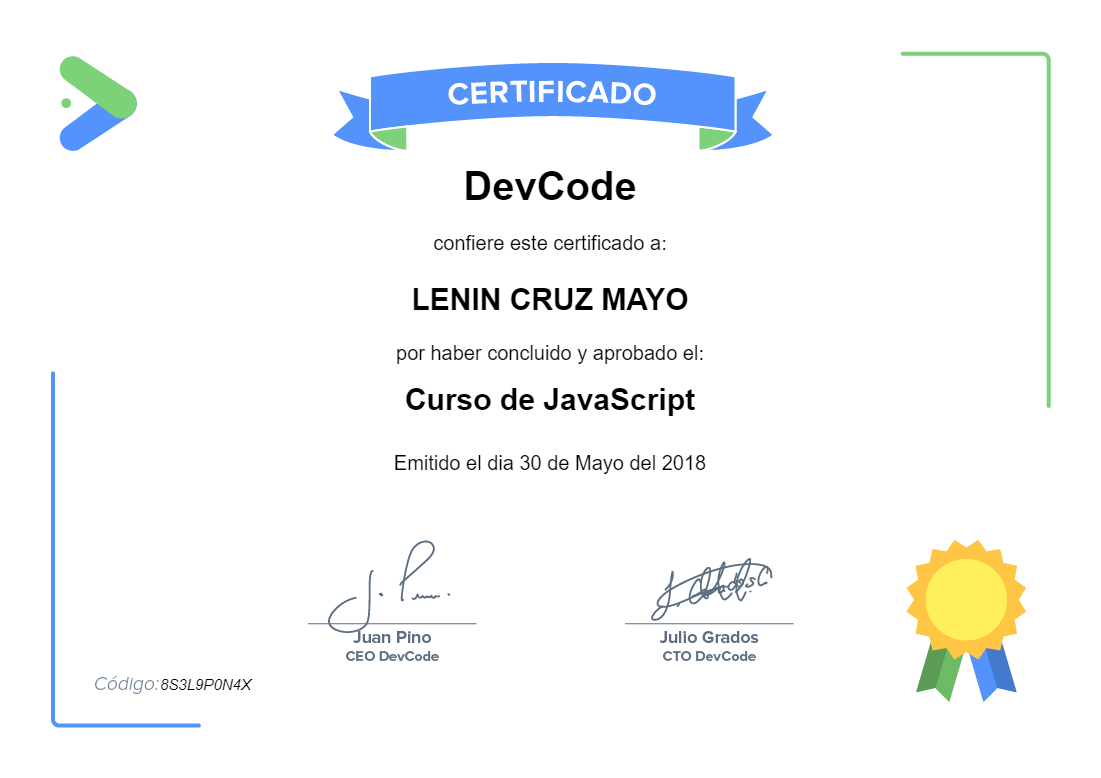 CERTIFICADO
DevCode
confiere este certificado a:
LENIN CRUZ MAYO
por haber concluido y aprobado el:
Curso de JavaScript
Emitido el dia 30 de Mayo del 2018
Juan Pino
CEO DevCode
Julio Grados
CTO DevCode
Código:8S3L9P0N4X